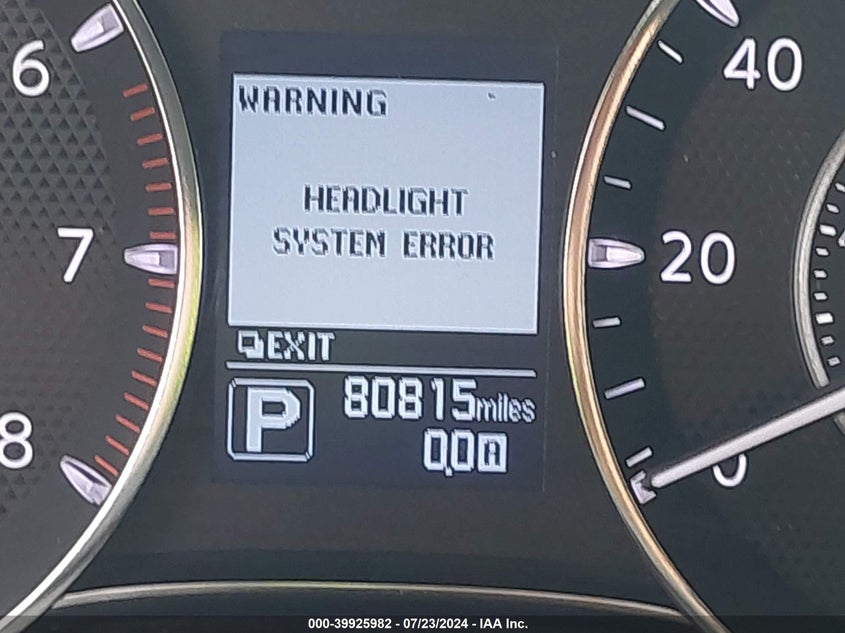 6
7
8
WARNING
HEADLIGHT
SYSTEM ERROR
EXIT
P
80815miles
0.0A
40
20
0
000-39925982 - 07/23/2024 - IAA Inc.